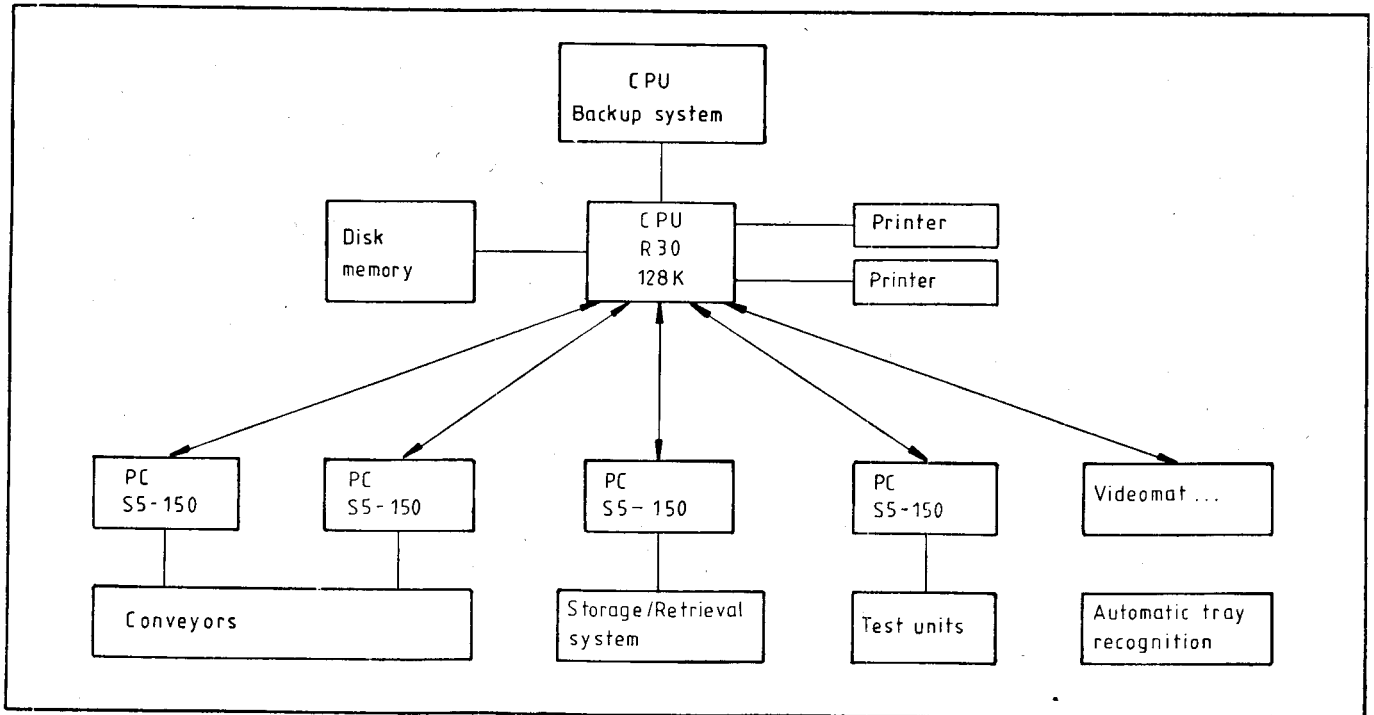 CPU
Backup system
Disk
memory
CPU
R30
128K
Printer
Printer
PC
S5-150
PC
S5-150
PC
S5-150
PC
S5-150
Videomat ...
Conveyors
Storage/Retrieval
system
Test units
Automatic tray
recognition